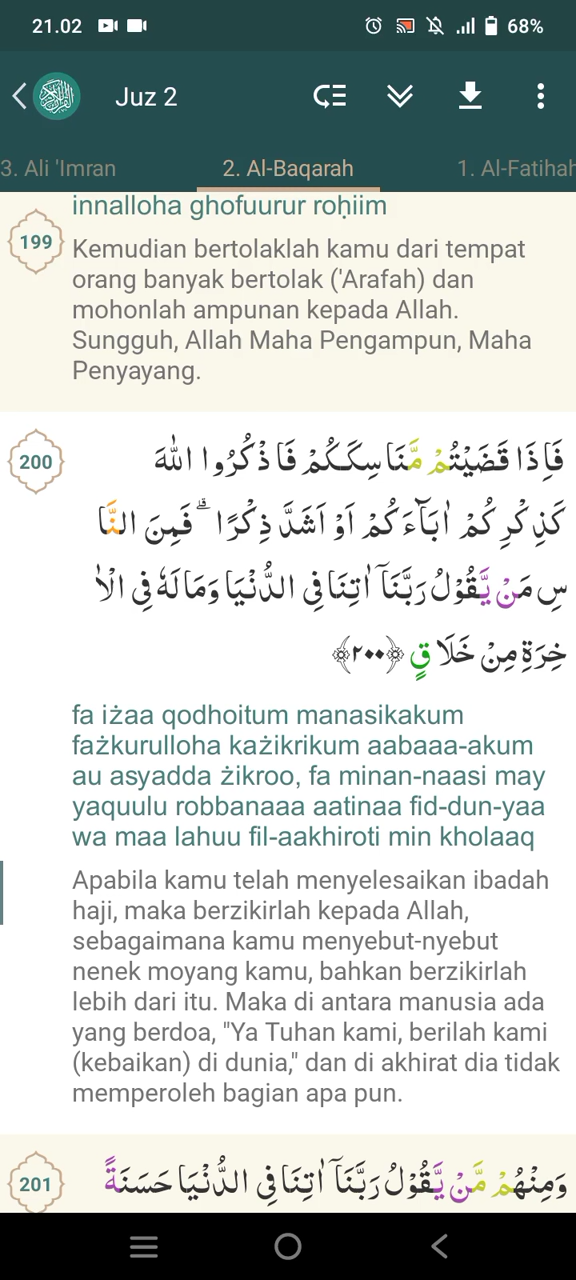 21.02
68%
Juz 2
3. Ali 'Imran
2. Al-Baqarah
1. Al-Fatihah
innalloha ghofuurur roḥiim
199
Kemudian bertolaklah kamu dari tempat
orang banyak bertolak ('Arafah) dan
mohonlah ampunan kepada Allah.
Sungguh, Allah Maha Pengampun, Maha
Penyayang.
200
فَاِذَا قَضَيْتُمْ مَّنَاسِكَكُمْ فَاذْكُرُوا اللّٰهَ
كَذِكْرِكُمْ اٰبَاۤءَكُمْ اَوْ اَشَدَّ ذِكْرًا ۗ فَمِنَ النَّا
سِ مَنْ يَّقُوْلُ رَبَّنَآ اٰتِنَا فِى الدُّنْيَا وَمَا لَهٗ فِى الْاٰ
خِرَةِ مِنْ خَلَاقٍ ﴿٢٠٠﴾
fa iżaa qodhoitum manasikakum
fażkurulloha każikrikum aabaaa-akum
au asyadda żikroo, fa minan-naasi may
yaquulu robbanaaa aatinaa fid-dun-yaa
wa maa lahuu fil-aakhiroti min kholaaq
Apabila kamu telah menyelesaikan ibadah
haji, maka berzikirlah kepada Allah,
sebagaimana kamu menyebut-nyebut
nenek moyang kamu, bahkan berzikirlah
lebih dari itu. Maka di antara manusia ada
yang berdoa, "Ya Tuhan kami, berilah kami
(kebaikan) di dunia," dan di akhirat dia tidak
memperoleh bagian apa pun.
201
وَمِنْهُمْ مَّنْ يَّقُوْلُ رَبَّنَآ اٰتِنَا فِى الدُّنْيَا حَسَنَةً